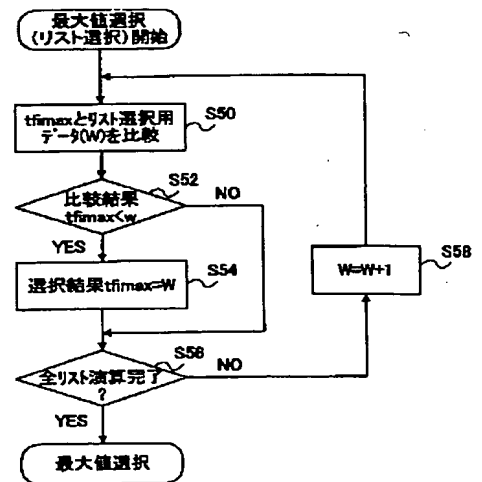 最大値選択
(リスト選択)開始
tfimaxとリスト選択用
データ(W)を比較
S50
比較結果
tfimax<w
S52
NO
YES
選択結果tfimax=W
S54
W=W+1
S58
全リスト演算完了
?
S56
NO
YES
最大値選択